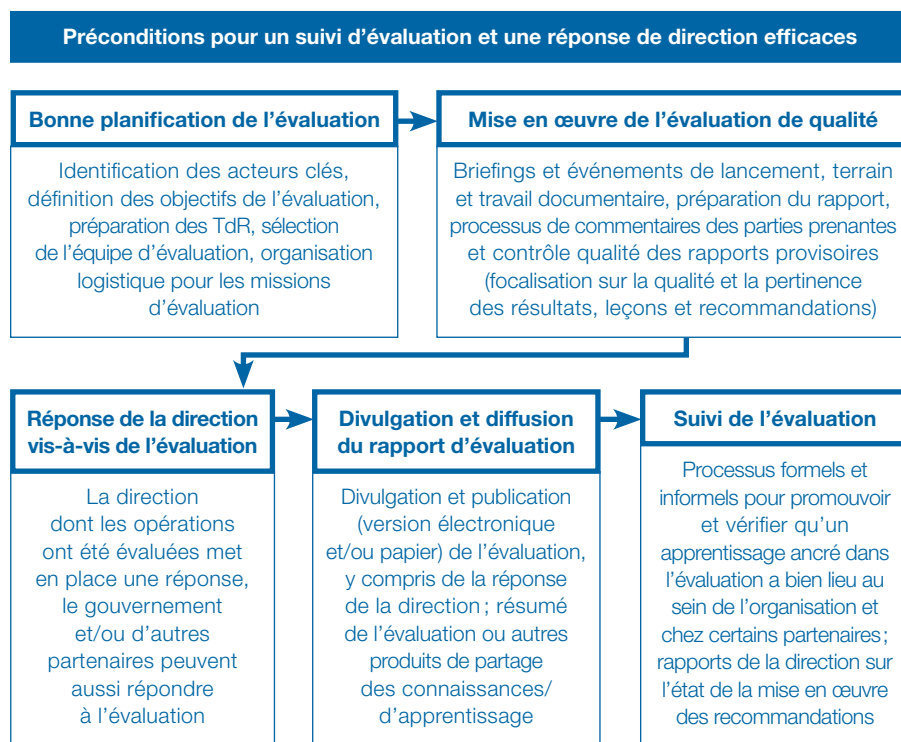 Préconditions pour un suivi d’évaluation et une réponse de direction efficaces
Bonne planification de l’évaluation
Identification des acteurs clés,
définition des objectifs de l’évaluation,
préparation des TdR, sélection
de l’équipe d’évaluation, organisation
logistique pour les missions
d’évaluation
Mise en œuvre de l’évaluation de qualité
Briefings et événements de lancement, terrain
et travail documentaire, préparation du rapport,
processus de commentaires des parties prenantes
et contrôle qualité des rapports provisoires
(focalisation sur la qualité et la pertinence
des résultats, leçons et recommandations)
Réponse de la direction
vis-à-vis de l’évaluation
La direction
dont les opérations
ont été évaluées met
en place une réponse,
le gouvernement
et/ou d’autres
partenaires peuvent
aussi répondre
à l’évaluation
Divulgation et diffusion
du rapport d’évaluation
Divulgation et publication
(version électronique
et/ou papier) de l’évaluation,
y compris de la réponse
de la direction ; résumé
de l’évaluation ou autres
produits de partage
des connaissances/
d’apprentissage
Suivi de l’évaluation
Processus formels et
informels pour promouvoir
et vérifier qu’un
apprentissage ancré dans
l’évaluation a bien lieu au
sein de l’organisation et
chez certains partenaires ;
rapports de la direction sur
l’état de la mise en œuvre
des recommandations